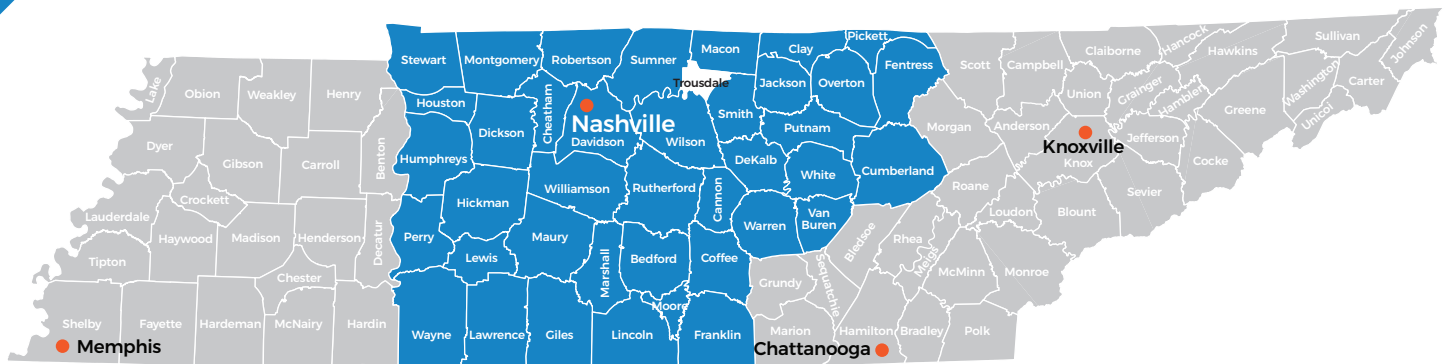 Stewart
Montgomery
Robertson
Sumner
Macon
Clay
Pickett
Fentress
Scott
Campbell
Claiborne
Hancock
Hawkins
Sullivan
Johnson
Lake
Obion
Weakley
Henry
Houston
Dickson
Cheatham
Trousdale
Smith
Jackson
Overton
Union
Grainger
Hamblen
Greene
Washington
Unicoi
Carter
Nashville
Davidson
Wilson
Putnam
Morgan
Anderson
Knoxville
Knox
Jefferson
Cocke
Dyer
Gibson
Carroll
Benton
Humphreys
DeKalb
White
Cumberland
Roane
Loudon
Blount
Sevier
Lauderdale
Crockett
Haywood
Madison
Henderson
Decatur
Perry
Hickman
Williamson
Rutherford
Cannon
Warren
Van
Buren
Bledsoe
Rhea
Meigs
McMinn
Monroe
Tipton
Chester
Lewis
Maury
Marshall
Bedford
Coffee
Grundy
Sequatchie
Shelby
Fayette
Hardeman
McNairy
Hardin
Wayne
Lawrence
Giles
Lincoln
Moore
Franklin
Marion
Hamilton
Bradley
Polk
Memphis
Chattanooga